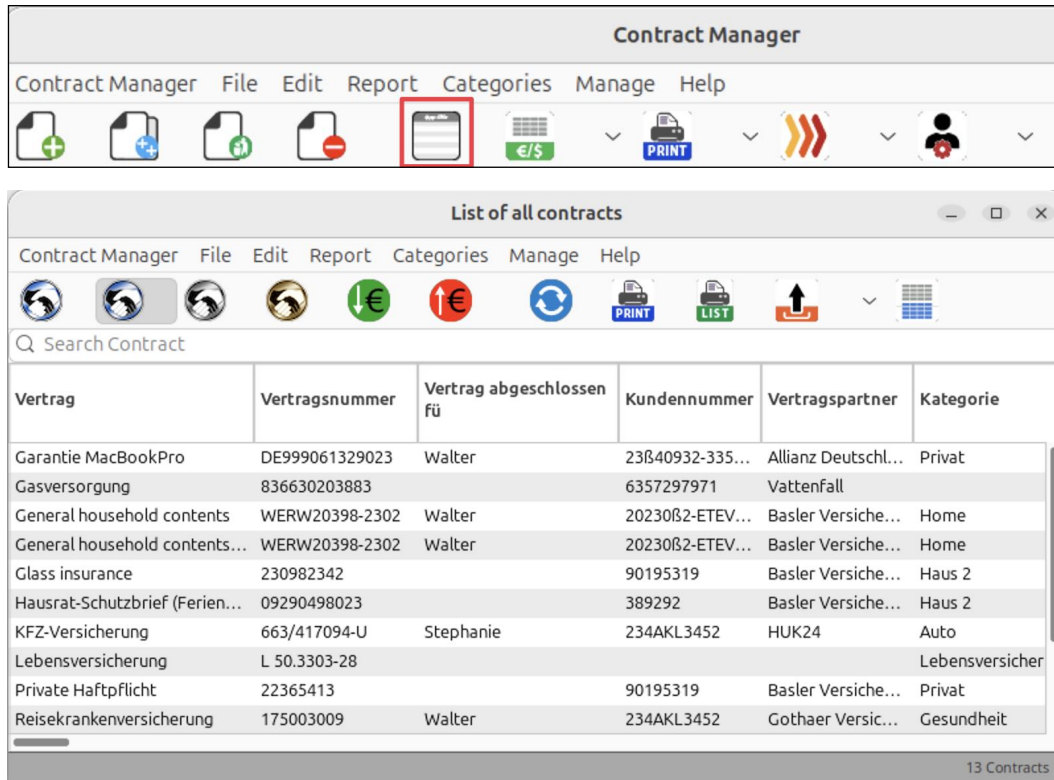 Contract Manager
Contract Manager File Edit Report Categories Manage Help
€/$ PRINT
List of all contracts
Contract Manager File Edit Report Categories Manage Help
€ € PRINT LIST
Search Contract
Vertrag Vertragsnummer Vertrag abgeschlossen fü Kundennummer Vertragspartner Kategorie
Garantie MacBookPro DE999061329023 Walter 23ß40932-335... Allianz Deutschl... Privat
Gasversorgung 836630203883 6357297971 Vattenfall
General household contents WERW20398-2302 Walter 20230ß2-ETEV... Basler Versiche... Home
General household contents... WERW20398-2302 Walter 20230ß2-ETEV... Basler Versiche... Home
Glass insurance 230982342 90195319 Basler Versiche... Haus 2
Hausrat-Schutzbrief (Ferien... 09290498023 389292 Basler Versiche... Haus 2
KFZ-Versicherung 663/417094-U Stephanie 234AKL3452 HUK24 Auto
Lebensversicherung L 50.3303-28 Lebensversicher
Private Haftpflicht 22365413 90195319 Basler Versiche... Privat
Reisekrankenversicherung 175003009 Walter 234AKL3452 Gothaer Versic... Gesundheit
13 Contracts